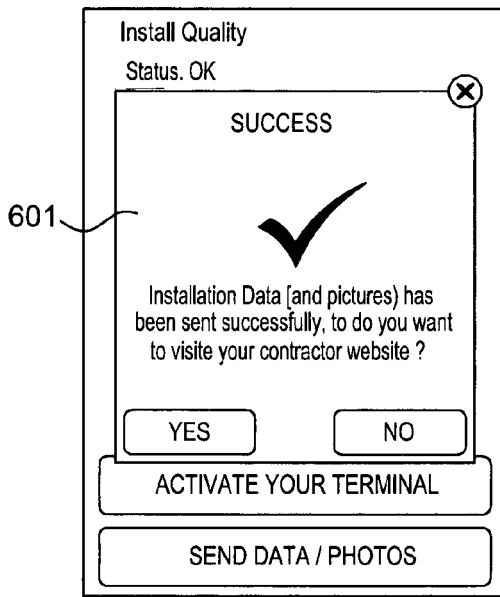 Install Quality
Status. OK
SUCCESS
601
Installation Data [and pictures) has
been sent successfully, to do you want
to visite your contractor website ?
YES
NO
ACTIVATE YOUR TERMINAL
SEND DATA / PHOTOS